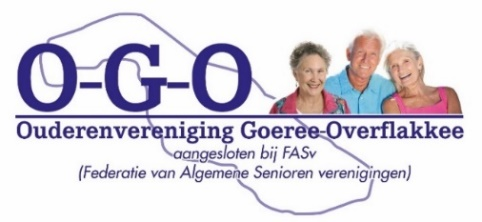 O-G-O
Ouderenvereniging Goeree-Overflakkee
aangesloten bij FASv
(Federatie van Algemene Senioren verenigingen)